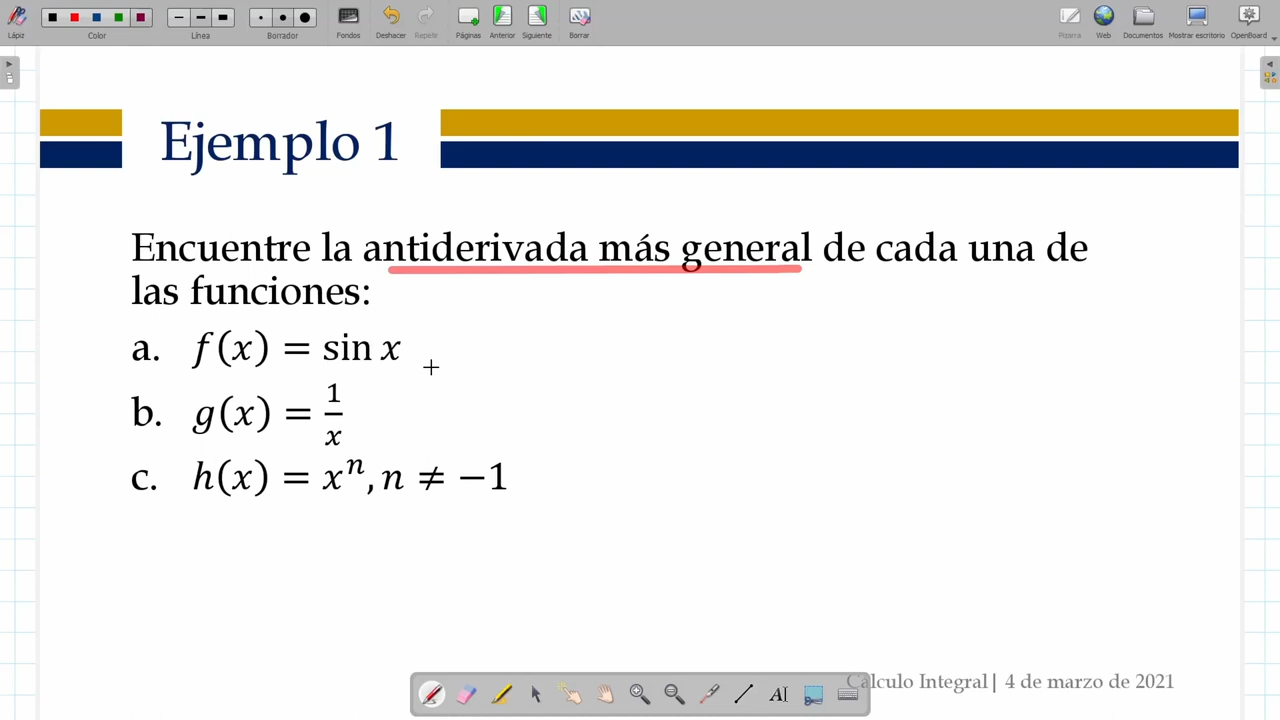 Lápiz Color Línea Borrador Fondos Deshacer Repetir Páginas Anterior Siguiente Borrar Pizarra Web Documentos Mostrar escritorio OpenBoard
Ejemplo 1
Encuentre la antiderivada más general de cada una de
las funciones:
a. f(x) = sin x
b. g(x) = 1/x
c. h(x) = xⁿ, n ≠ −1
Cálculo Integral| 4 de marzo de 2021